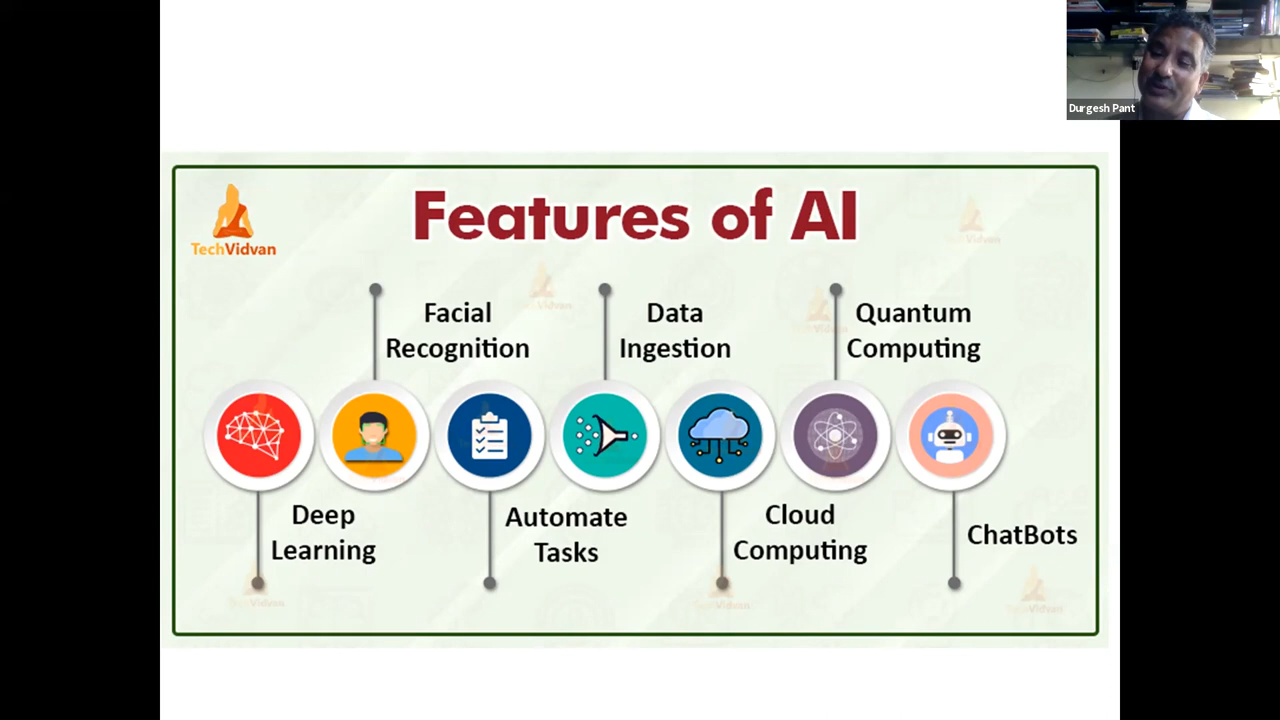 Durgesh Pant
TechVidvan
Features of AI
Facial
Recognition
Data
Ingestion
Quantum
Computing
Deep
Learning
Automate
Tasks
Cloud
Computing
ChatBots